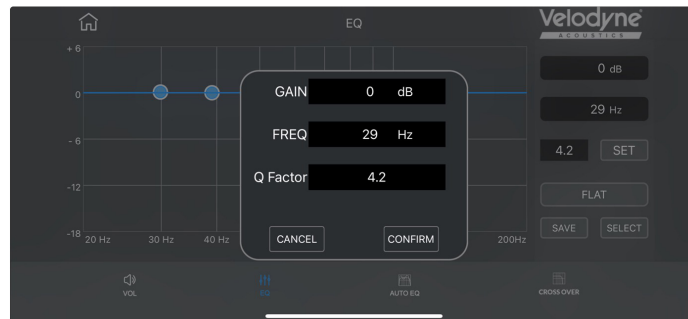 EQ
Velodyne
ACOUSTICS
+ 6
0
- 6
-12
-18
20 Hz
30 Hz
40 Hz
200Hz
GAIN 0 dB
FREQ 29 Hz
Q Factor 4.2
CANCEL
CONFIRM
0 dB
29 Hz
4.2
SET
FLAT
SAVE
SELECT
VOL
EQ
AUTO EQ
CROSS OVER